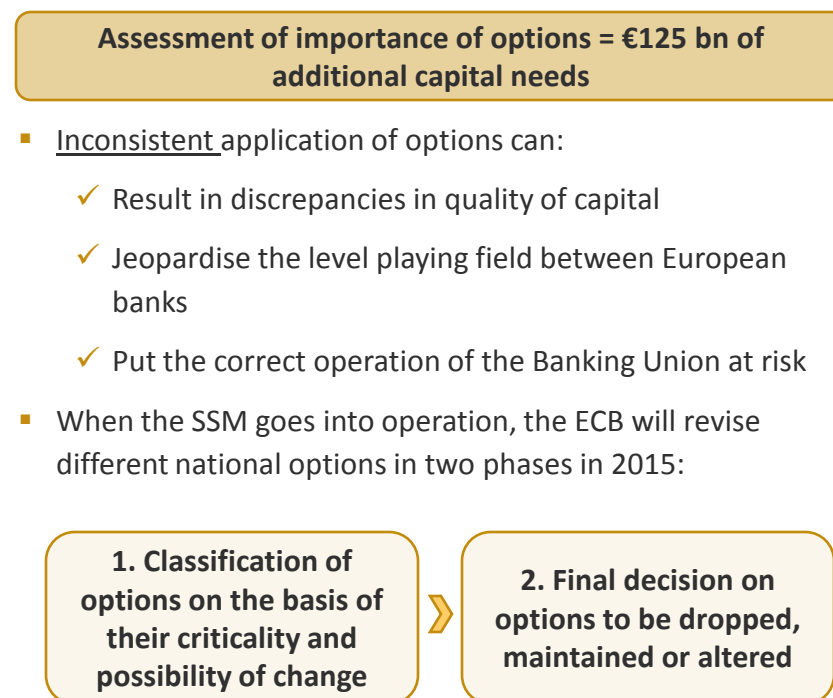 Assessment of importance of options = €125 bn of
additional capital needs
▪ Inconsistent application of options can:
✓ Result in discrepancies in quality of capital
✓ Jeopardise the level playing field between European
banks
✓ Put the correct operation of the Banking Union at risk
▪ When the SSM goes into operation, the ECB will revise
different national options in two phases in 2015:
1. Classification of
options on the basis of
their criticality and
possibility of change
2. Final decision on
options to be dropped,
maintained or altered